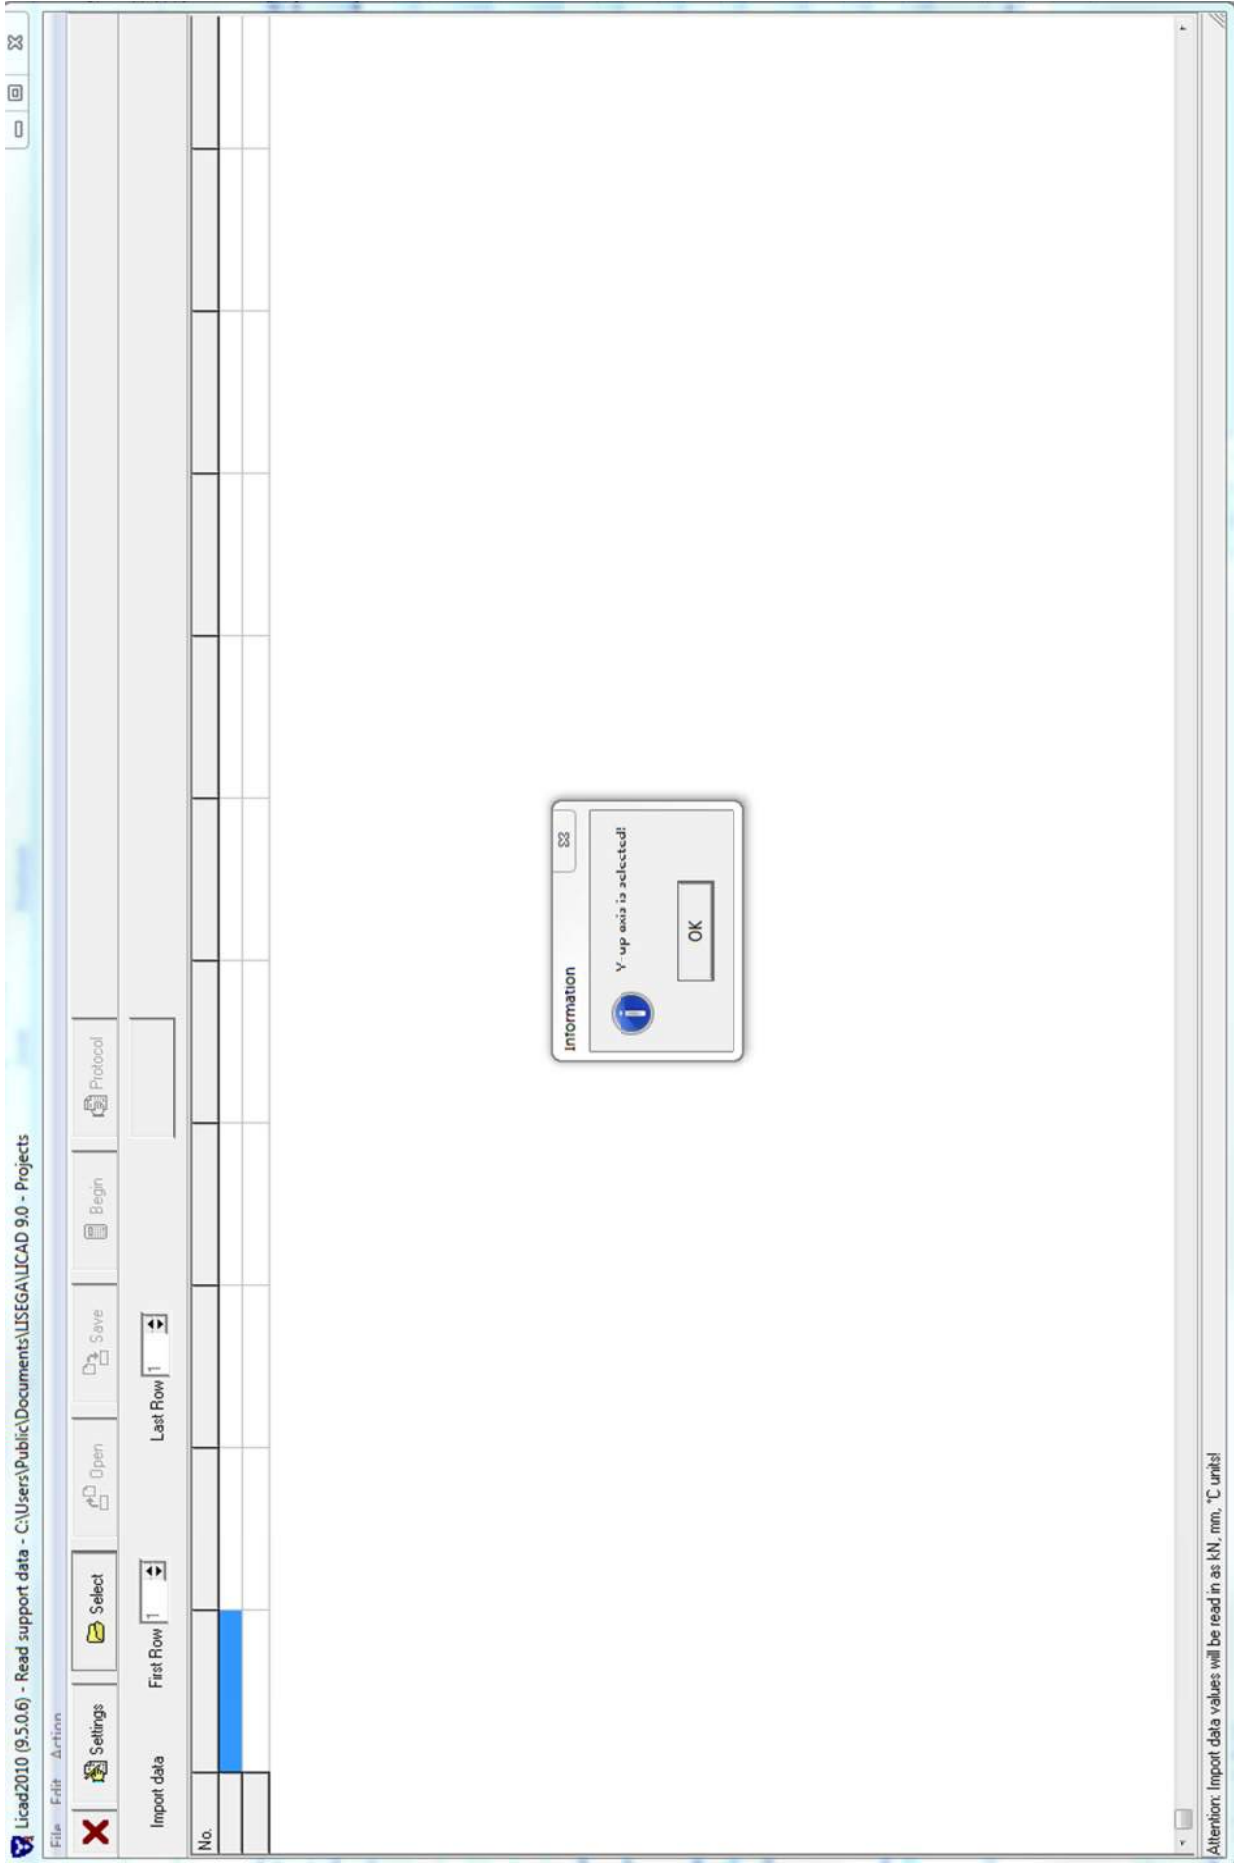 Licad2010 (9.5.0.6) - Read support data - C:\Users\Public\Documents\LISEGA\LICAD 9.0 - Projects
File Edit Action
Settings Select Open Save Begin Protocol
Import data First Row 1 Last Row 1
No.
Information
Y-up axis is selected!
OK
Attention: Import data values will be read in as kN, mm, °C units!